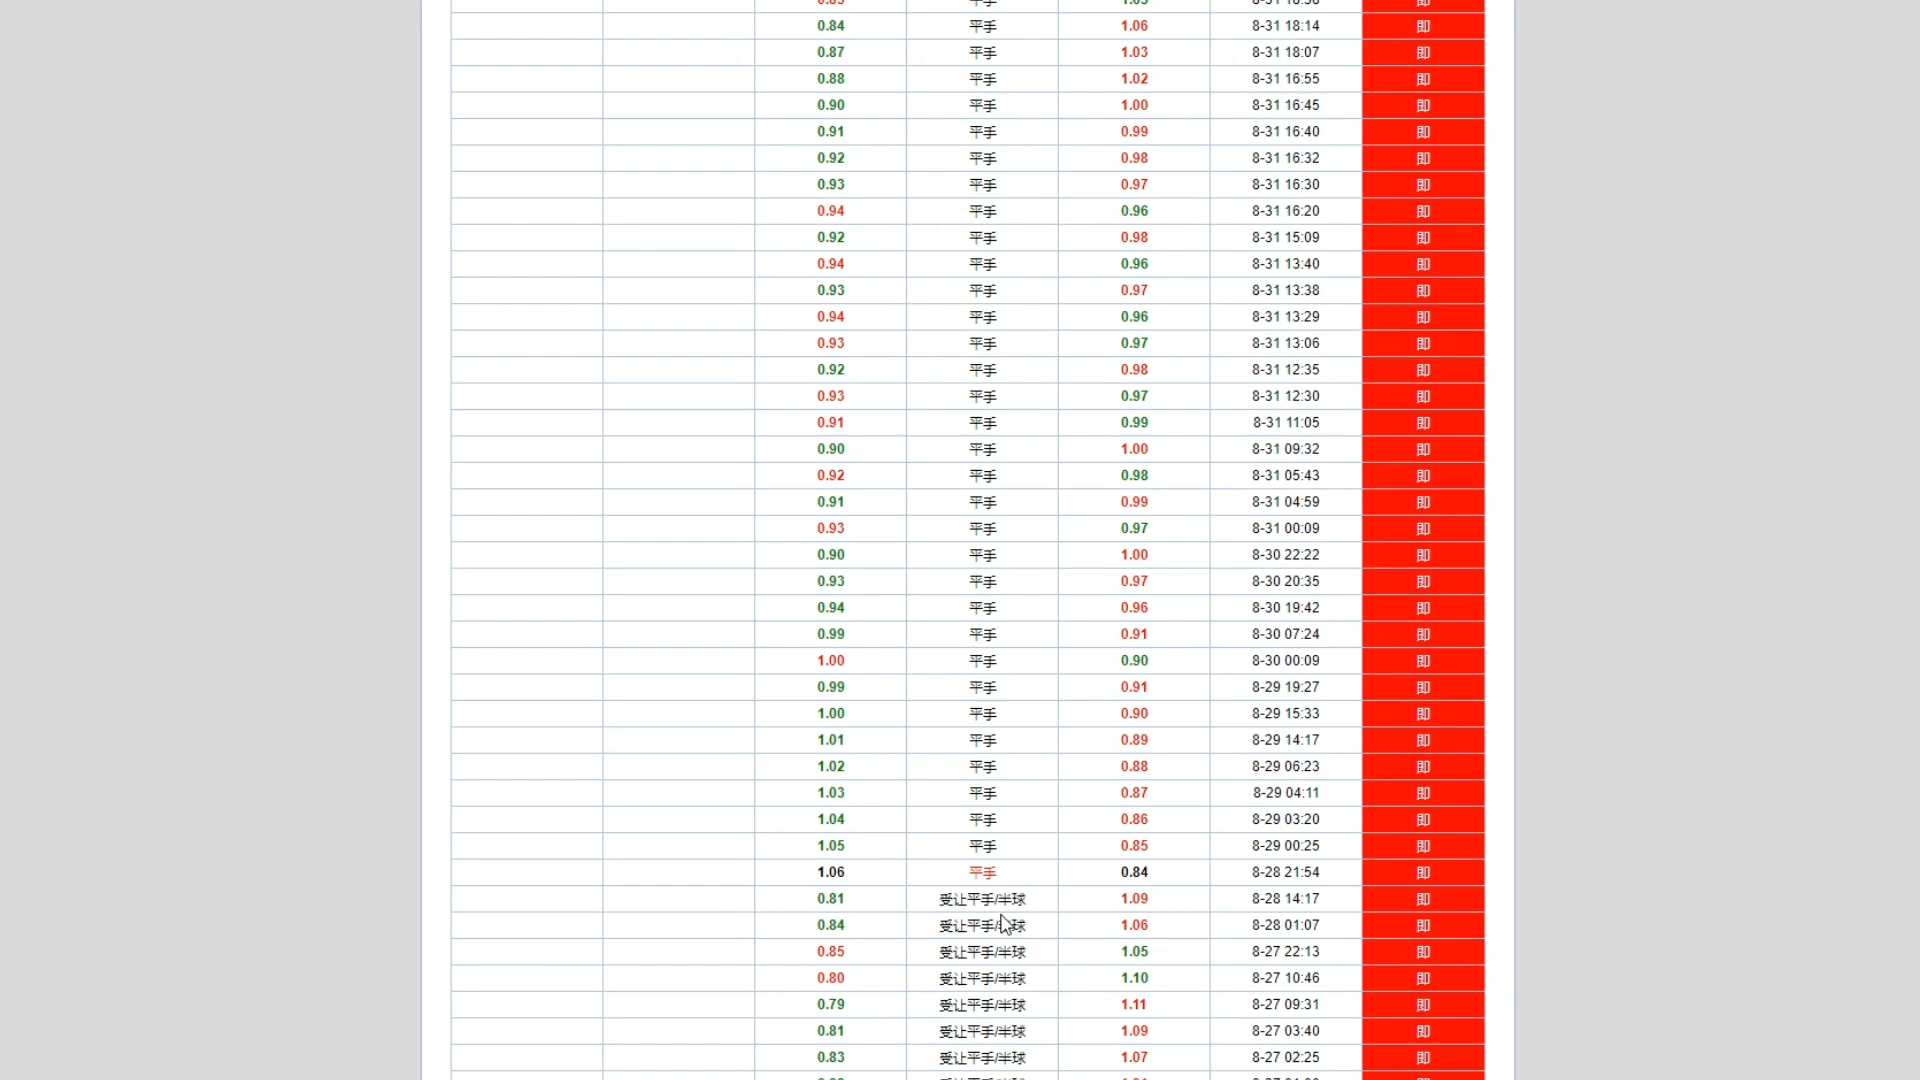 0.84 平手 1.06 8-31 18:14 即
0.87 平手 1.03 8-31 18:07 即
0.88 平手 1.02 8-31 16:55 即
0.90 平手 1.00 8-31 16:45 即
0.91 平手 0.99 8-31 16:40 即
0.92 平手 0.98 8-31 16:32 即
0.93 平手 0.97 8-31 16:30 即
0.94 平手 0.96 8-31 16:20 即
0.92 平手 0.98 8-31 15:09 即
0.94 平手 0.96 8-31 13:40 即
0.93 平手 0.97 8-31 13:38 即
0.94 平手 0.96 8-31 13:29 即
0.93 平手 0.97 8-31 13:06 即
0.92 平手 0.98 8-31 12:35 即
0.93 平手 0.97 8-31 12:30 即
0.91 平手 0.99 8-31 11:05 即
0.90 平手 1.00 8-31 09:32 即
0.92 平手 0.98 8-31 05:43 即
0.91 平手 0.99 8-31 04:59 即
0.93 平手 0.97 8-31 00:09 即
0.90 平手 1.00 8-30 22:22 即
0.93 平手 0.97 8-30 20:35 即
0.94 平手 0.96 8-30 19:42 即
0.99 平手 0.91 8-30 07:24 即
1.00 平手 0.90 8-30 00:09 即
0.99 平手 0.91 8-29 19:27 即
1.00 平手 0.90 8-29 15:33 即
1.01 平手 0.89 8-29 14:17 即
1.02 平手 0.88 8-29 06:23 即
1.03 平手 0.87 8-29 04:11 即
1.04 平手 0.86 8-29 03:20 即
1.05 平手 0.85 8-29 00:25 即
1.06 平手 0.84 8-28 21:54 即
0.81 受让平手/半球 1.09 8-28 14:17 即
0.84 受让平手/半球 1.06 8-28 01:07 即
0.85 受让平手/半球 1.05 8-27 22:13 即
0.80 受让平手/半球 1.10 8-27 10:46 即
0.79 受让平手/半球 1.11 8-27 09:31 即
0.81 受让平手/半球 1.09 8-27 03:40 即
0.83 受让平手/半球 1.07 8-27 02:25 即